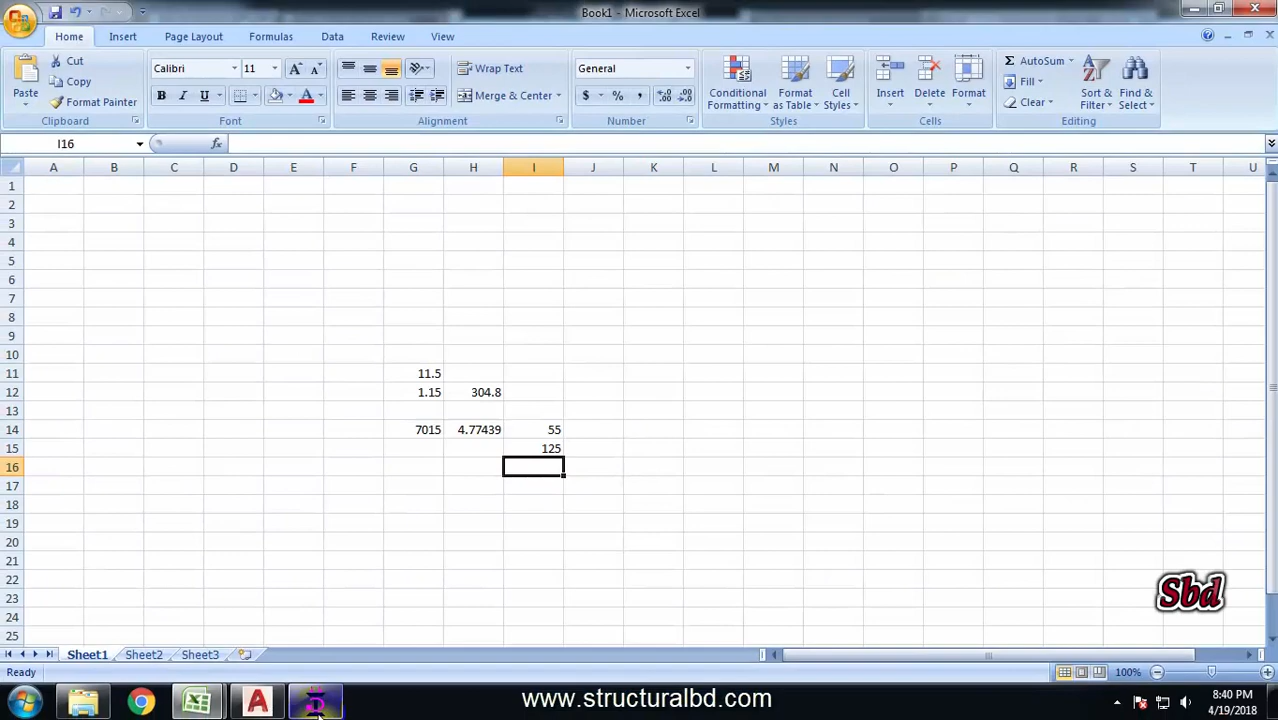 Book1 - Microsoft Excel
Home Insert Page Layout Formulas Data Review View
Paste
Cut
Copy
Format Painter
Clipboard
Calibri 11
B I U
Font
Wrap Text
Merge & Center
Alignment
General
$ % ,
Number
Conditional Formatting
Format as Table
Cell Styles
Styles
Insert Delete Format
Cells
Σ AutoSum
Fill
Clear
Sort & Filter
Find & Select
Editing
I16 fx
A B C D E F G H I J K L M N O P Q R S T U
1
2
3
4
5
6
7
8
9
10
11 11.5
12 1.15 304.8
13
14 7015 4.77439 55
15 125
16
17
18
19
20
21
22
23
24
25
Sbd
Sheet1 Sheet2 Sheet3
Ready 100%
www.structuralbd.com
8:40 PM
4/19/2018